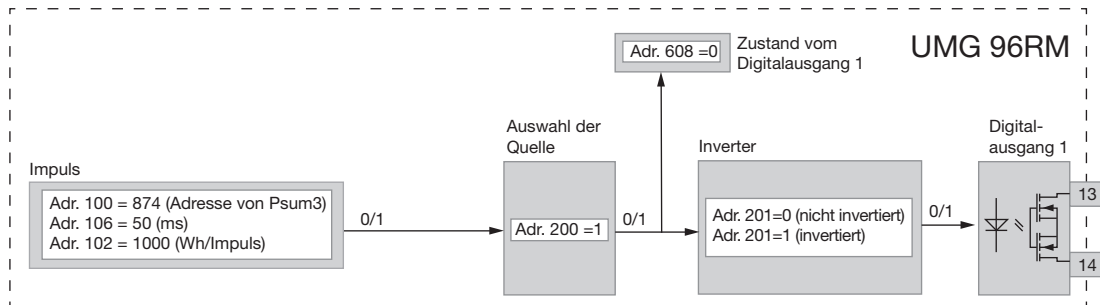 UMG 96RM
Adr. 608 =0
Zustand vom
Digitalausgang 1
Impuls
Adr. 100 = 874 (Adresse von Psum3)
Adr. 106 = 50 (ms)
Adr. 102 = 1000 (Wh/Impuls)
0/1
Auswahl der
Quelle
Adr. 200 =1
0/1
Inverter
Adr. 201=0 (nicht invertiert)
Adr. 201=1 (invertiert)
0/1
Digital-
ausgang 1
13
14